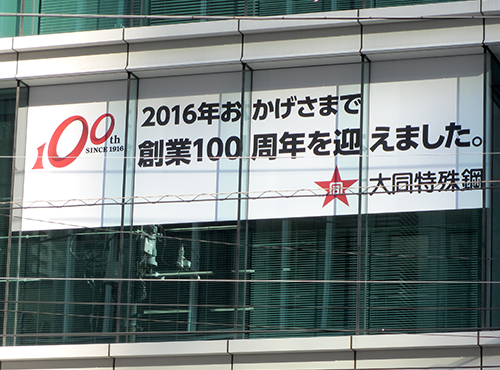 100th
SINCE 1916
2016年おかげさまで
創業100周年を迎えました。
同 大同特殊鋼